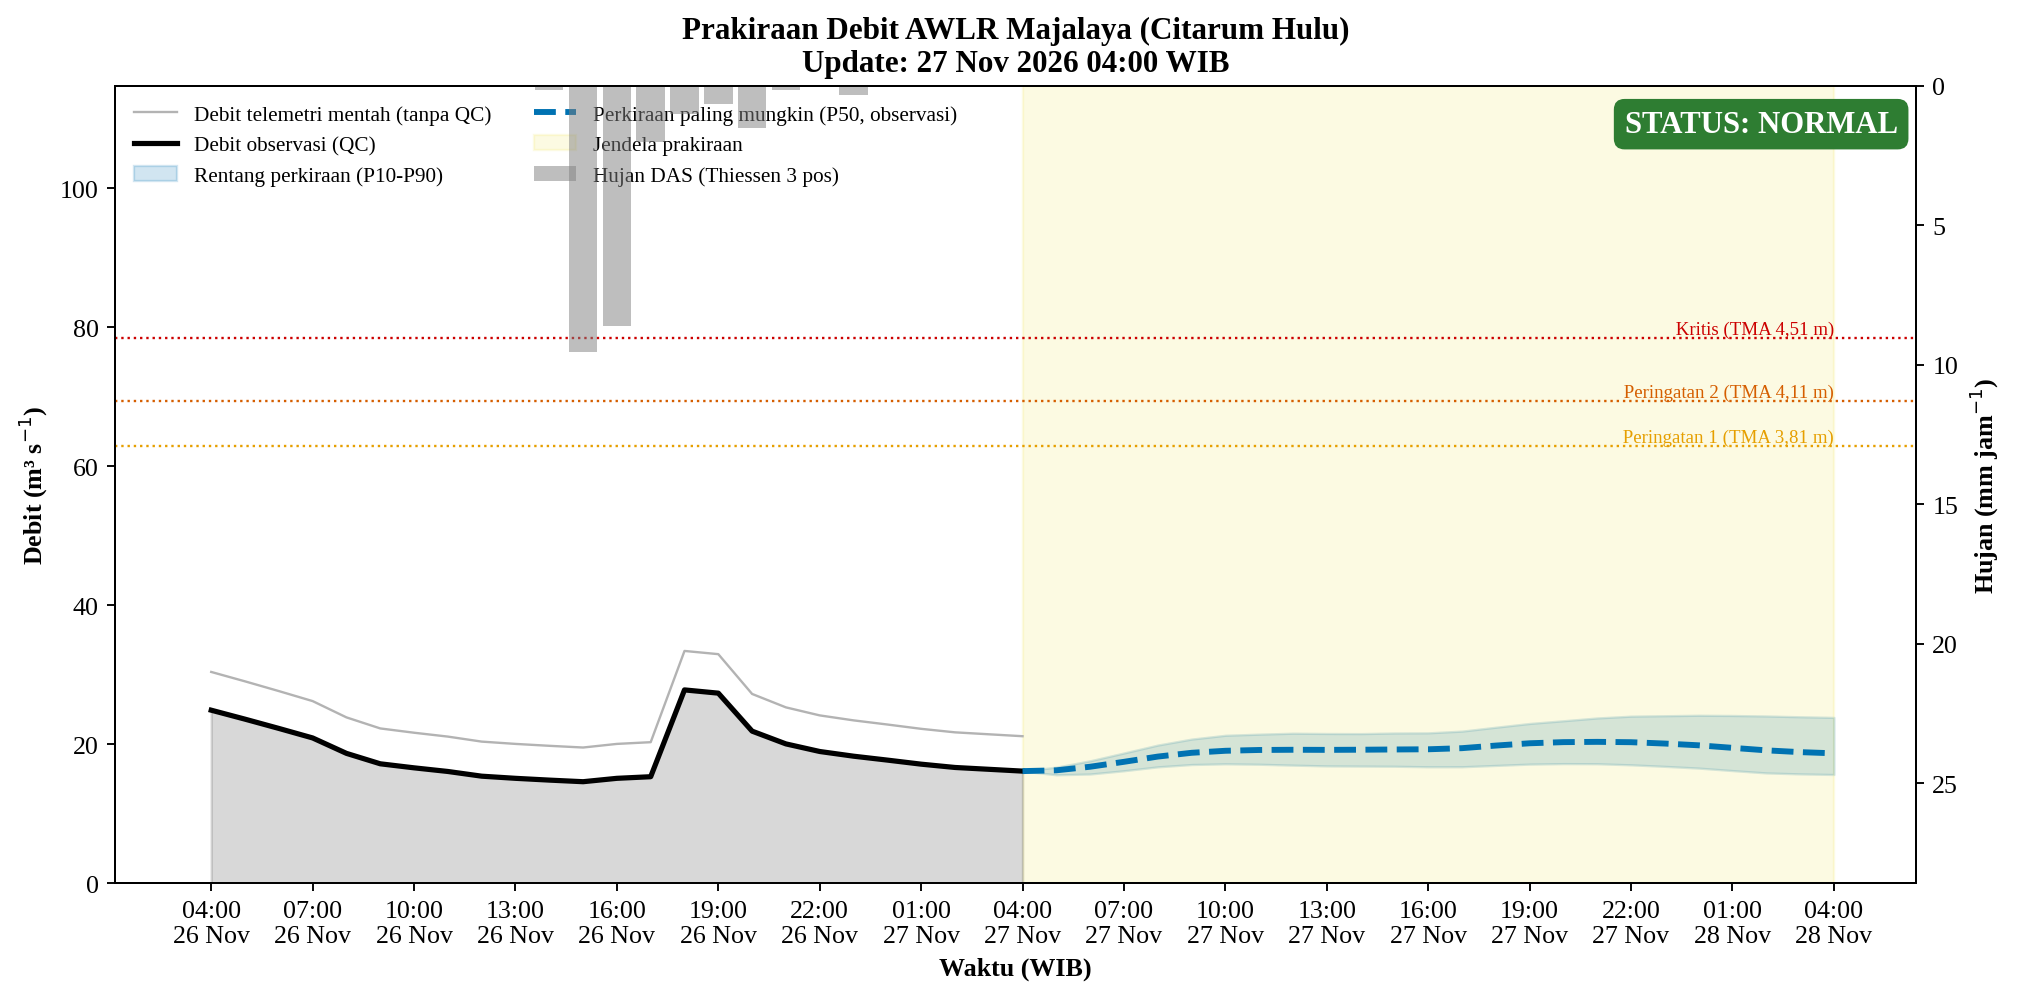 Prakiraan Debit AWLR Majalaya (Citarum Hulu)
Update: 27 Nov 2026 04:00 WIB
Debit telemetri mentah (tanpa QC)
Debit observasi (QC)
Rentang perkiraan (P10-P90)
Perkiraan paling mungkin (P50, observasi)
Jendela prakiraan
Hujan DAS (Thiessen 3 pos)
STATUS: NORMAL
Kritis (TMA 4,51 m)
Peringatan 2 (TMA 4,11 m)
Peringatan 1 (TMA 3,81 m)
Debit (m³ s⁻¹)
100
80
60
40
20
0
Hujan (mm jam⁻¹)
0
5
10
15
20
25
04:00 07:00 10:00 13:00 16:00 19:00 22:00 01:00 04:00 07:00 10:00 13:00 16:00 19:00 22:00 01:00 04:00
26 Nov 26 Nov 26 Nov 26 Nov 26 Nov 26 Nov 26 Nov 27 Nov 27 Nov 27 Nov 27 Nov 27 Nov 27 Nov 27 Nov 27 Nov 28 Nov 28 Nov
Waktu (WIB)